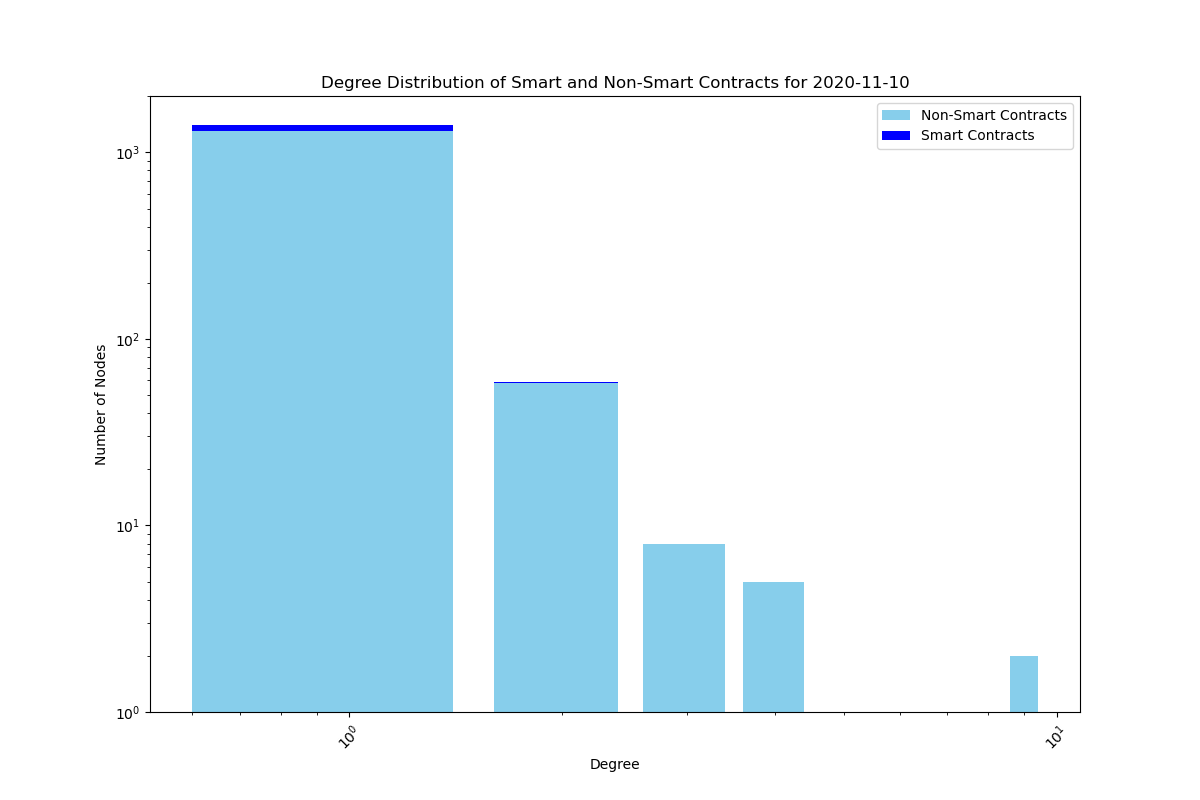 Degree Distribution of Smart and Non-Smart Contracts for 2020-11-10
Non-Smart Contracts
Smart Contracts
Number of Nodes
10³
10²
10¹
10⁰
10⁰
10¹
Degree